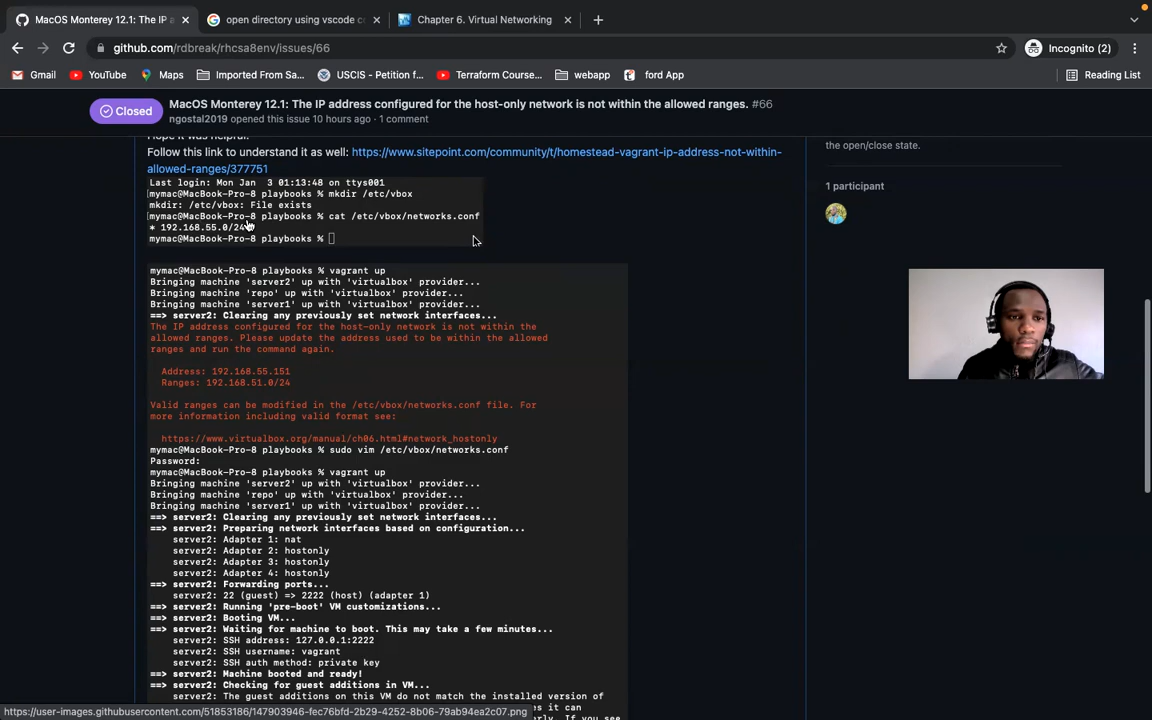 MacOS Monterey 12.1: The IP a
open directory using vscode c
Chapter 6. Virtual Networking
github.com/rdbreak/rhcsa8env/issues/66
Incognito (2)
Gmail
YouTube
Maps
Imported From Sa...
USCIS - Petition f...
Terraform Course...
webapp
ford App
Reading List
Closed
MacOS Monterey 12.1: The IP address configured for the host-only network is not within the allowed ranges. #66
ngostal2019 opened this issue 10 hours ago · 1 comment
Hope it was helpful.
Follow this link to understand it as well: https://www.sitepoint.com/community/t/homestead-vagrant-ip-address-not-within-
allowed-ranges/377751
the open/close state.
1 participant
Last login: Mon Jan  3 01:13:48 on ttys001
[mymac@MacBook-Pro-8 playbooks % mkdir /etc/vbox
mkdir: /etc/vbox: File exists
[mymac@MacBook-Pro-8 playbooks % cat /etc/vbox/networks.conf
* 192.168.55.0/24
mymac@MacBook-Pro-8 playbooks %
mymac@MacBook-Pro-8 playbooks % vagrant up
Bringing machine 'server2' up with 'virtualbox' provider...
Bringing machine 'repo' up with 'virtualbox' provider...
Bringing machine 'server1' up with 'virtualbox' provider...
==> server2: Clearing any previously set network interfaces...
The IP address configured for the host-only network is not within the
allowed ranges. Please update the address used to be within the allowed
ranges and run the command again.
Address: 192.168.55.151
Ranges: 192.168.51.0/24
Valid ranges can be modified in the /etc/vbox/networks.conf file. For
more information including valid format see:
https://www.virtualbox.org/manual/ch06.html#network_hostonly
mymac@MacBook-Pro-8 playbooks % sudo vim /etc/vbox/networks.conf
Password:
mymac@MacBook-Pro-8 playbooks % vagrant up
Bringing machine 'server2' up with 'virtualbox' provider...
Bringing machine 'repo' up with 'virtualbox' provider...
Bringing machine 'server1' up with 'virtualbox' provider...
==> server2: Clearing any previously set network interfaces...
==> server2: Preparing network interfaces based on configuration...
server2: Adapter 1: nat
server2: Adapter 2: hostonly
server2: Adapter 3: hostonly
server2: Adapter 4: hostonly
==> server2: Forwarding ports...
server2: 22 (guest) => 2222 (host) (adapter 1)
==> server2: Running 'pre-boot' VM customizations...
==> server2: Booting VM...
==> server2: Waiting for machine to boot. This may take a few minutes...
server2: SSH address: 127.0.0.1:2222
server2: SSH username: vagrant
server2: SSH auth method: private key
==> server2: Machine booted and ready!
==> server2: Checking for guest additions in VM...
server2: The guest additions on this VM do not match the installed version of
es it can
https://user-images.githubusercontent.com/51853186/147903946-fec76bfd-2b29-4252-8b06-79ab94ea2c07.png
erly. If you see